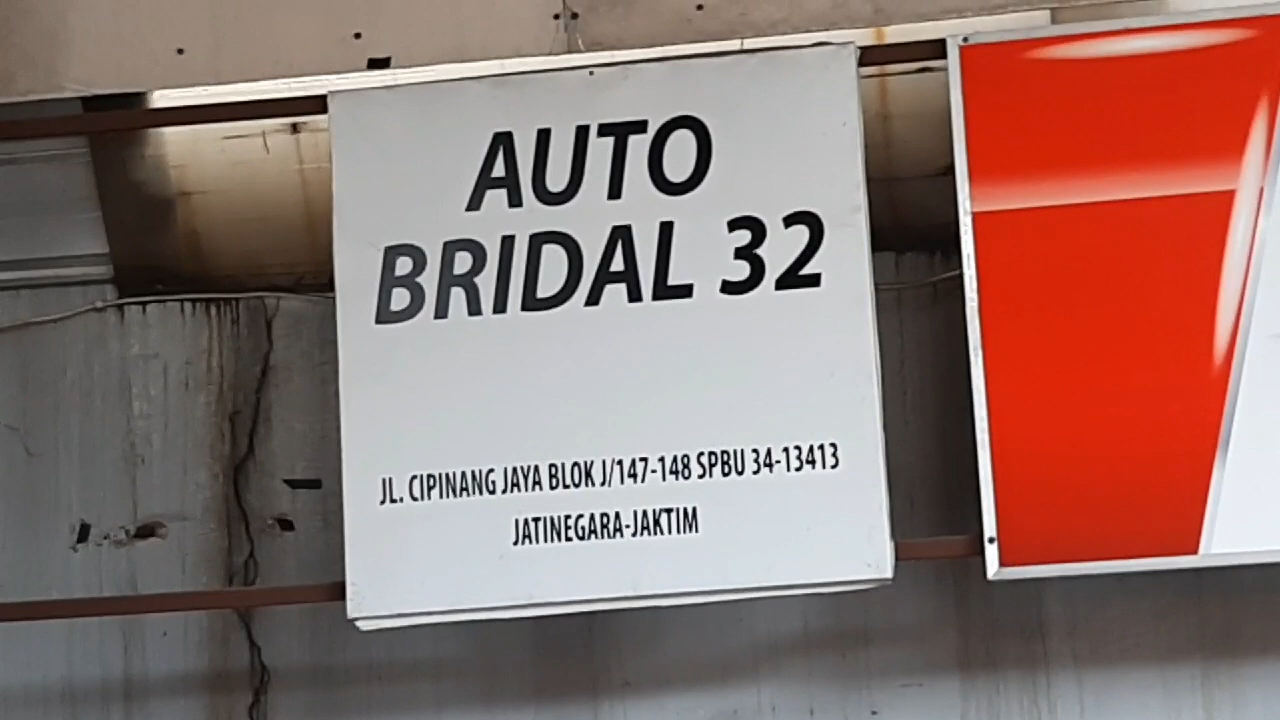 AUTO
BRIDAL 32
JL. CIPINANG JAYA BLOK J/147-148 SPBU 34-13413
JATINEGARA-JAKTIM